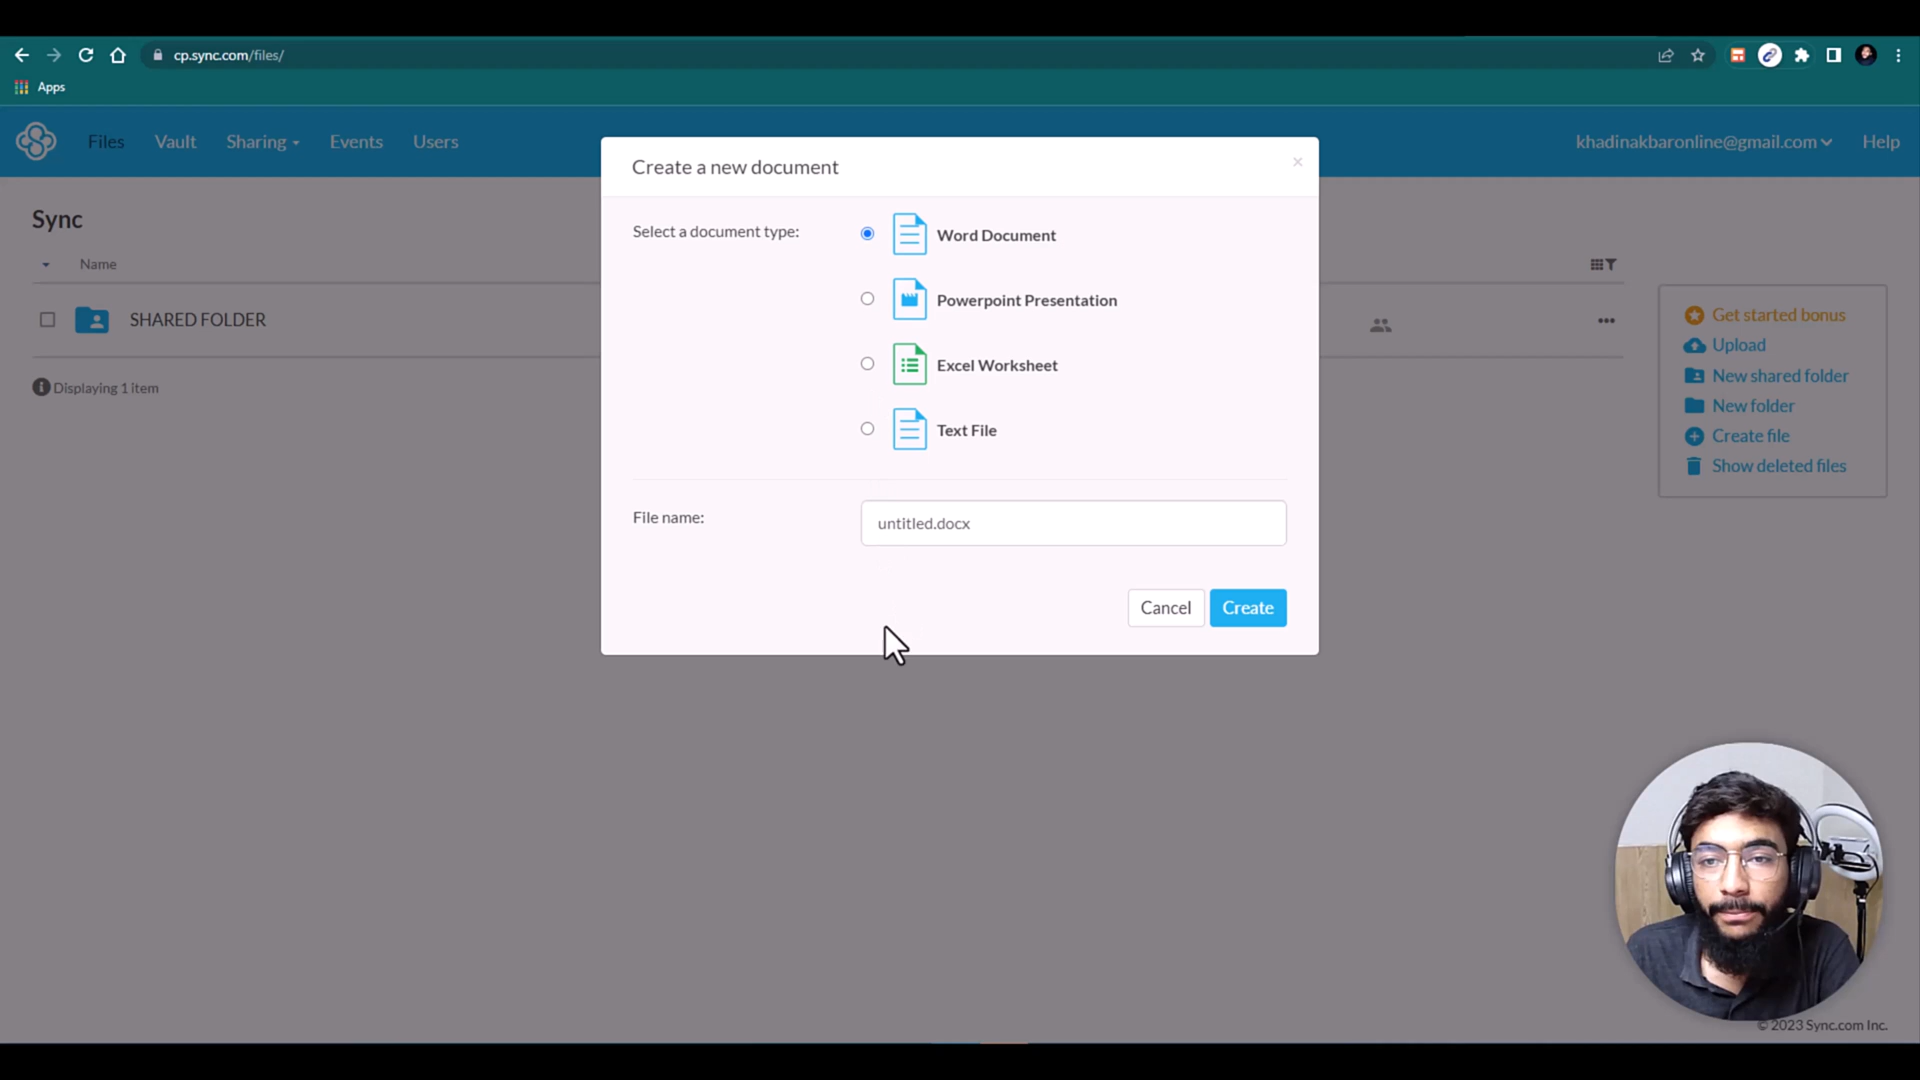 cp.sync.com/files/
Apps
Files Vault Sharing Events Users
khadinakbaronline@gmail.com Help
Create a new document
Sync
Name
SHARED FOLDER
Displaying 1 item
Select a document type:
Word Document
Powerpoint Presentation
Excel Worksheet
Text File
File name:
untitled.docx
Cancel Create
Get started bonus
Upload
New shared folder
New folder
Create file
Show deleted files
© 2023 Sync.com Inc.